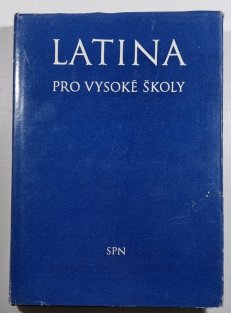 LATINA
PRO VYSOKÉ ŠKOLY
SPN